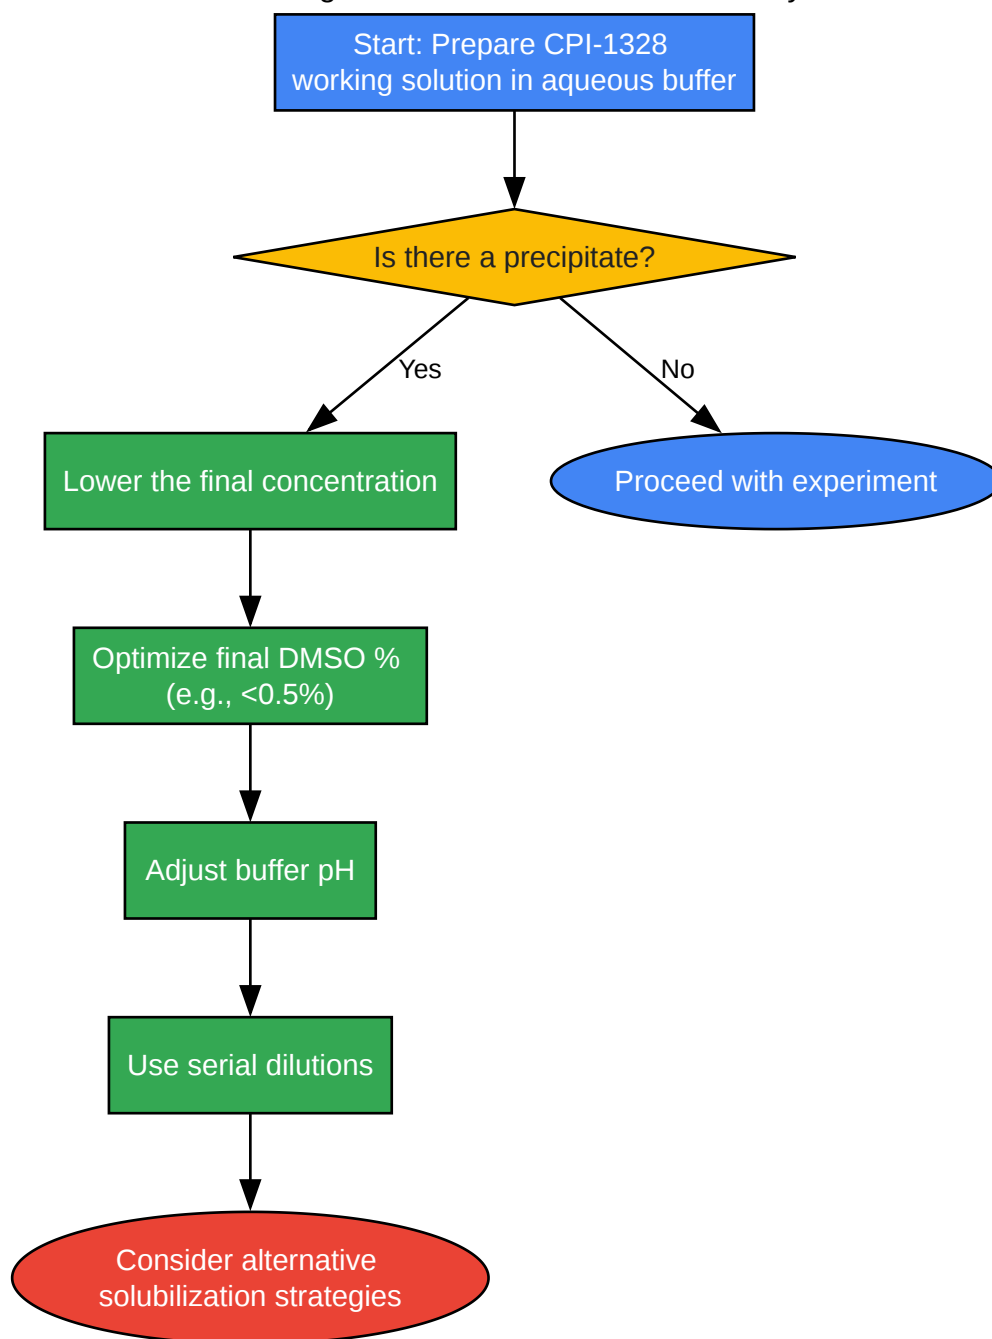 Start: Prepare CPI-1328
working solution in aqueous buffer
Is there a precipitate?
Yes
No
Lower the final concentration
Proceed with experiment
Optimize final DMSO %
(e.g., <0.5%)
Adjust buffer pH
Use serial dilutions
Consider alternative
solubilization strategies